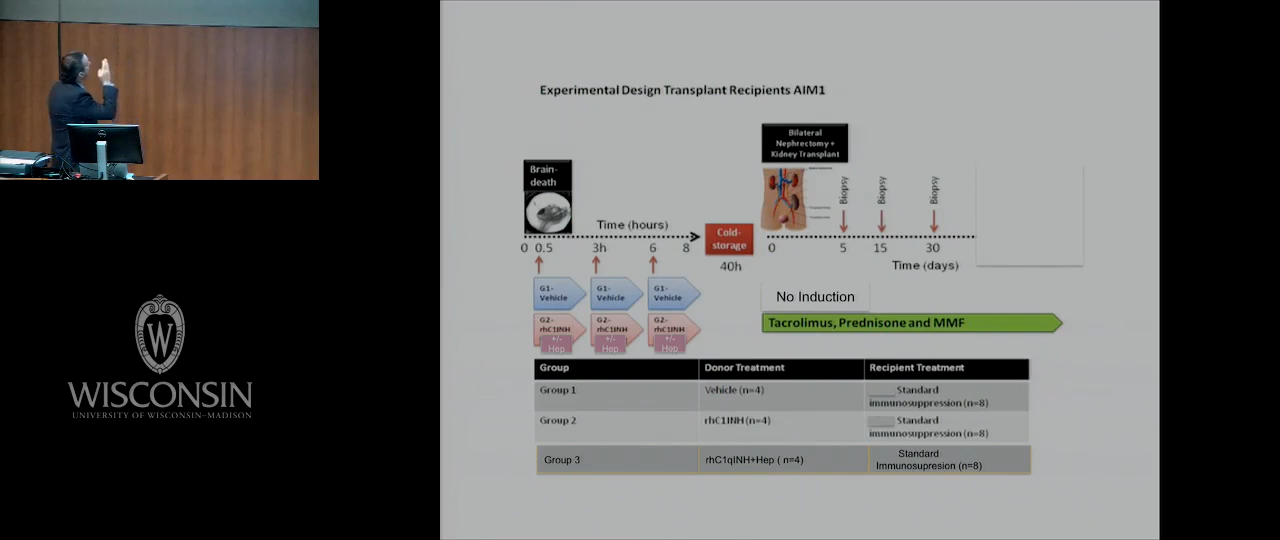 Experimental Design Transplant Recipients AIM1
Bilateral
Nephrectomy +
Kidney Transplant
Brain-
death
Biopsy
Biopsy
Biopsy
Time (hours)
0 0.5 3h 6 8
Cold-
storage
40h
0 5 15 30
Time (days)
G1-
Vehicle
G1-
Vehicle
G1-
Vehicle
G2-
rhC1INH
+/-
Hep
G2-
rhC1INH
+/-
Hep
G2-
rhC1INH
+/-
Hep
No Induction
Tacrolimus, Prednisone and MMF
Group Donor Treatment Recipient Treatment
Group 1 Vehicle (n=4) Standard
immunosuppression (n=8)
Group 2 rhC1INH (n=4) Standard
immunosuppression (n=8)
Group 3 rhC1qINH+Hep ( n=4) Standard
Immunosupresion (n=8)
W
WISCONSIN
UNIVERSITY OF WISCONSIN–MADISON